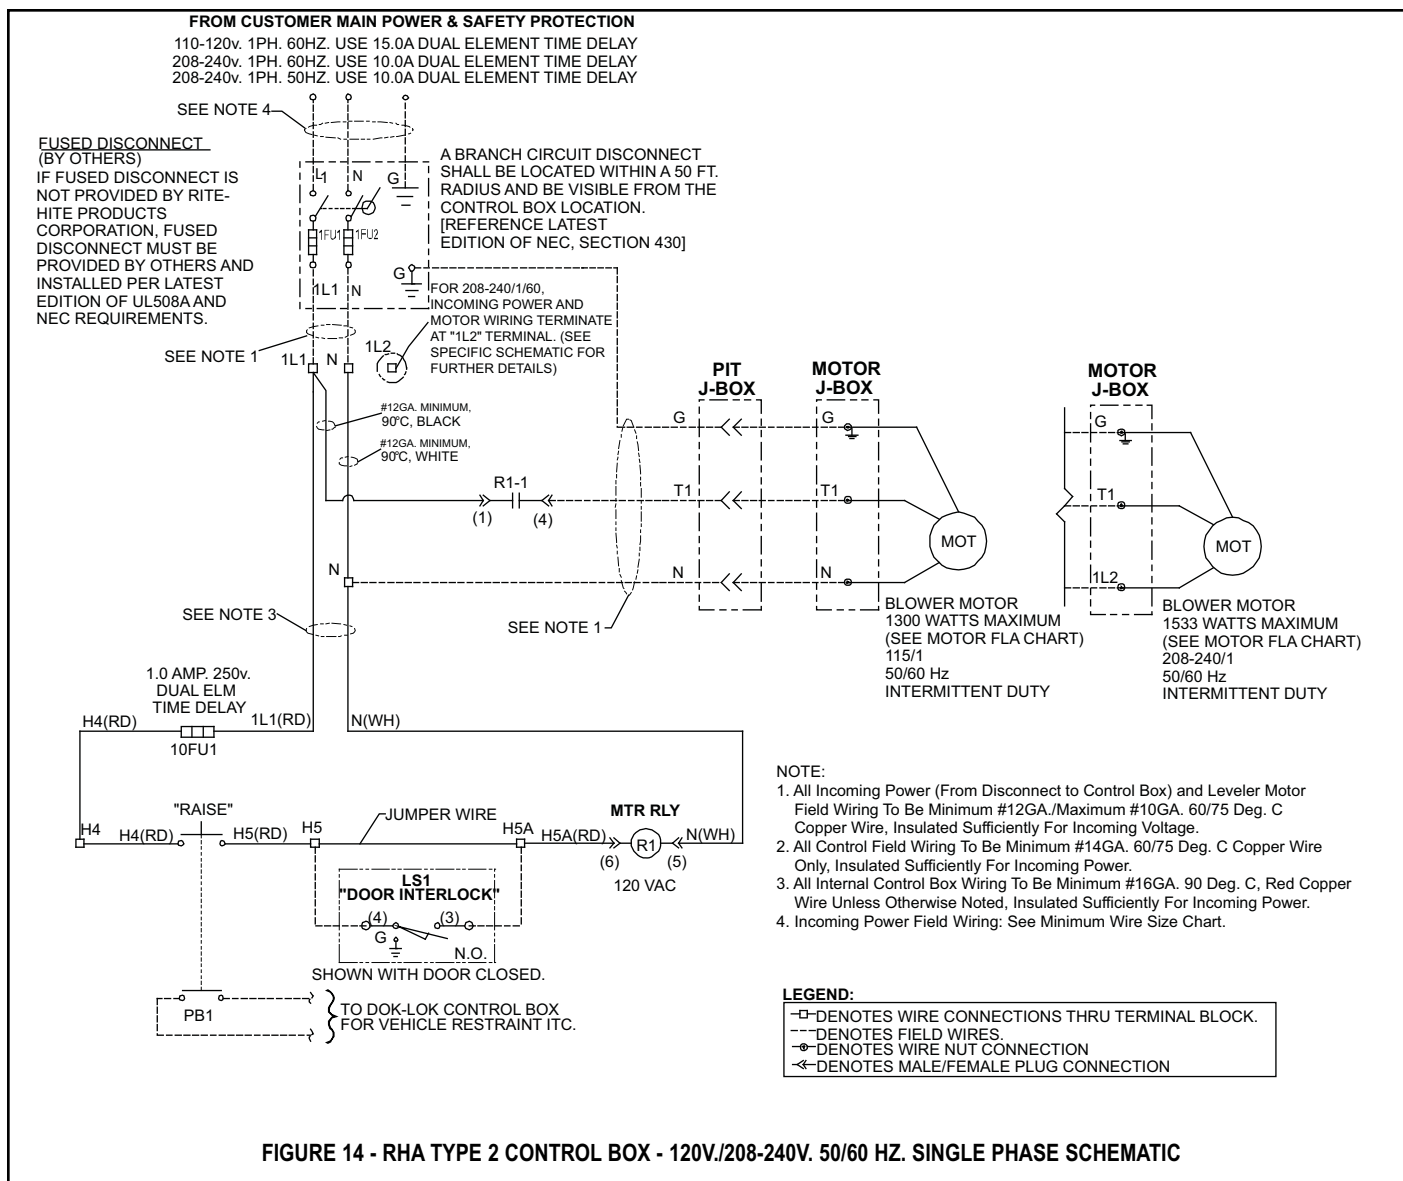 FROM CUSTOMER MAIN POWER & SAFETY PROTECTION
110-120v. 1PH. 60HZ. USE 15.0A DUAL ELEMENT TIME DELAY
208-240v. 1PH. 60HZ. USE 10.0A DUAL ELEMENT TIME DELAY
208-240v. 1PH. 50HZ. USE 10.0A DUAL ELEMENT TIME DELAY
SEE NOTE 4
FUSED DISCONNECT
(BY OTHERS)
IF FUSED DISCONNECT IS
NOT PROVIDED BY RITE-
HITE PRODUCTS
CORPORATION, FUSED
DISCONNECT MUST BE
PROVIDED BY OTHERS AND
INSTALLED PER LATEST
EDITION OF UL508A AND
NEC REQUIREMENTS.
L1 N G
1FU1 1FU2
G
1L1 N
A BRANCH CIRCUIT DISCONNECT
SHALL BE LOCATED WITHIN A 50 FT.
RADIUS AND BE VISIBLE FROM THE
CONTROL BOX LOCATION.
[REFERENCE LATEST
EDITION OF NEC, SECTION 430]
FOR 208-240/1/60,
INCOMING POWER AND
MOTOR WIRING TERMINATE
AT "1L2" TERMINAL. (SEE
SPECIFIC SCHEMATIC FOR
FURTHER DETAILS)
SEE NOTE 1
1L1 N 1L2
#12GA. MINIMUM,
90°C, BLACK
#12GA. MINIMUM,
90°C, WHITE
R1-1
(1) (4)
N
SEE NOTE 1
PIT
J-BOX
MOTOR
J-BOX
G G
T1 T1
N N
MOT
BLOWER MOTOR
1300 WATTS MAXIMUM
(SEE MOTOR FLA CHART)
115/1
50/60 Hz
INTERMITTENT DUTY
MOTOR
J-BOX
G
T1
1L2
MOT
BLOWER MOTOR
1533 WATTS MAXIMUM
(SEE MOTOR FLA CHART)
208-240/1
50/60 Hz
INTERMITTENT DUTY
SEE NOTE 3
1.0 AMP. 250v.
DUAL ELM
TIME DELAY
H4(RD) 1L1(RD) N(WH)
10FU1
"RAISE"
H4 H4(RD) H5(RD) H5 JUMPER WIRE H5A H5A(RD)
MTR RLY
R1 N(WH)
(6) (5)
120 VAC
LS1
"DOOR INTERLOCK"
(4) (3)
G
N.O.
SHOWN WITH DOOR CLOSED.
PB1
TO DOK-LOK CONTROL BOX
FOR VEHICLE RESTRAINT ITC.
NOTE:
1. All Incoming Power (From Disconnect to Control Box) and Leveler Motor
Field Wiring To Be Minimum #12GA./Maximum #10GA. 60/75 Deg. C
Copper Wire, Insulated Sufficiently For Incoming Voltage.
2. All Control Field Wiring To Be Minimum #14GA. 60/75 Deg. C Copper Wire
Only, Insulated Sufficiently For Incoming Power.
3. All Internal Control Box Wiring To Be Minimum #16GA. 90 Deg. C, Red Copper
Wire Unless Otherwise Noted, Insulated Sufficiently For Incoming Power.
4. Incoming Power Field Wiring: See Minimum Wire Size Chart.
LEGEND:
DENOTES WIRE CONNECTIONS THRU TERMINAL BLOCK.
DENOTES FIELD WIRES.
DENOTES WIRE NUT CONNECTION
DENOTES MALE/FEMALE PLUG CONNECTION
FIGURE 14 - RHA TYPE 2 CONTROL BOX - 120V./208-240V. 50/60 HZ. SINGLE PHASE SCHEMATIC